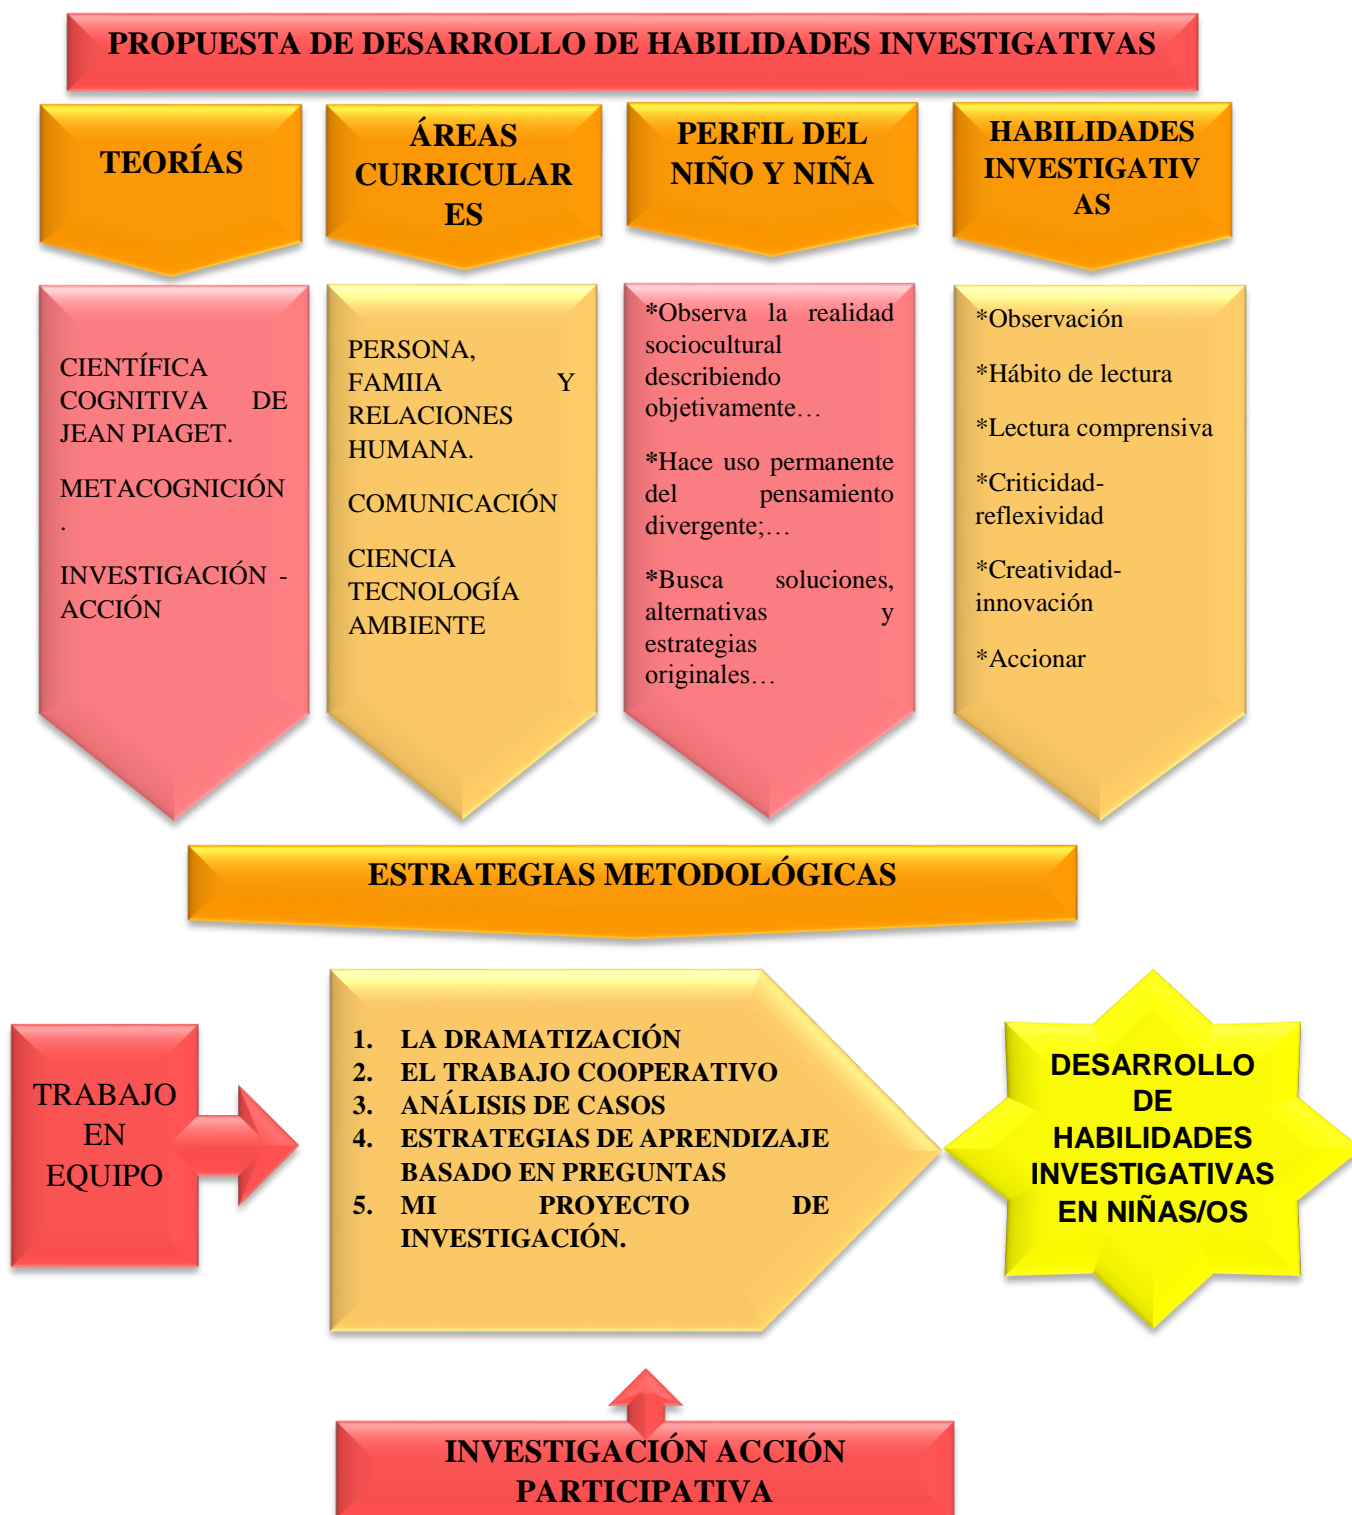 PROPUESTA DE DESARROLLO DE HABILIDADES INVESTIGATIVAS
TEORÍAS
ÁREAS
CURRICULAR
ES
PERFIL DEL
NIÑO Y NIÑA
HABILIDADES
INVESTIGATIV
AS
CIENTÍFICA
COGNITIVA DE
JEAN PIAGET.
METACOGNICIÓN
.
INVESTIGACIÓN -
ACCIÓN
PERSONA,
FAMIIA Y
RELACIONES
HUMANA.
COMUNICACIÓN
CIENCIA
TECNOLOGÍA
AMBIENTE
*Observa la realidad
sociocultural
describiendo
objetivamente…
*Hace uso permanente
del pensamiento
divergente;…
*Busca soluciones,
alternativas y
estrategias
originales…
*Observación
*Hábito de lectura
*Lectura comprensiva
*Criticidad-
reflexividad
*Creatividad-
innovación
*Accionar
ESTRATEGIAS METODOLÓGICAS
TRABAJO
EN
EQUIPO
1. LA DRAMATIZACIÓN
2. EL TRABAJO COOPERATIVO
3. ANÁLISIS DE CASOS
4. ESTRATEGIAS DE APRENDIZAJE
BASADO EN PREGUNTAS
5. MI PROYECTO DE
INVESTIGACIÓN.
DESARROLLO
DE
HABILIDADES
INVESTIGATIVAS
EN NIÑAS/OS
INVESTIGACIÓN ACCIÓN
PARTICIPATIVA